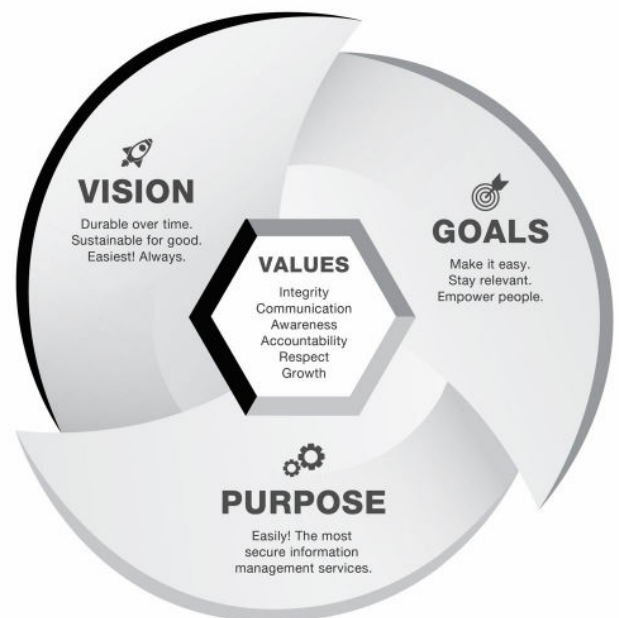 VISION
Durable over time.
Sustainable for good.
Easiest! Always.
GOALS
Make it easy.
Stay relevant.
Empower people.
VALUES
Integrity
Communication
Awareness
Accountability
Respect
Growth
PURPOSE
Easily! The most
secure information
management services.